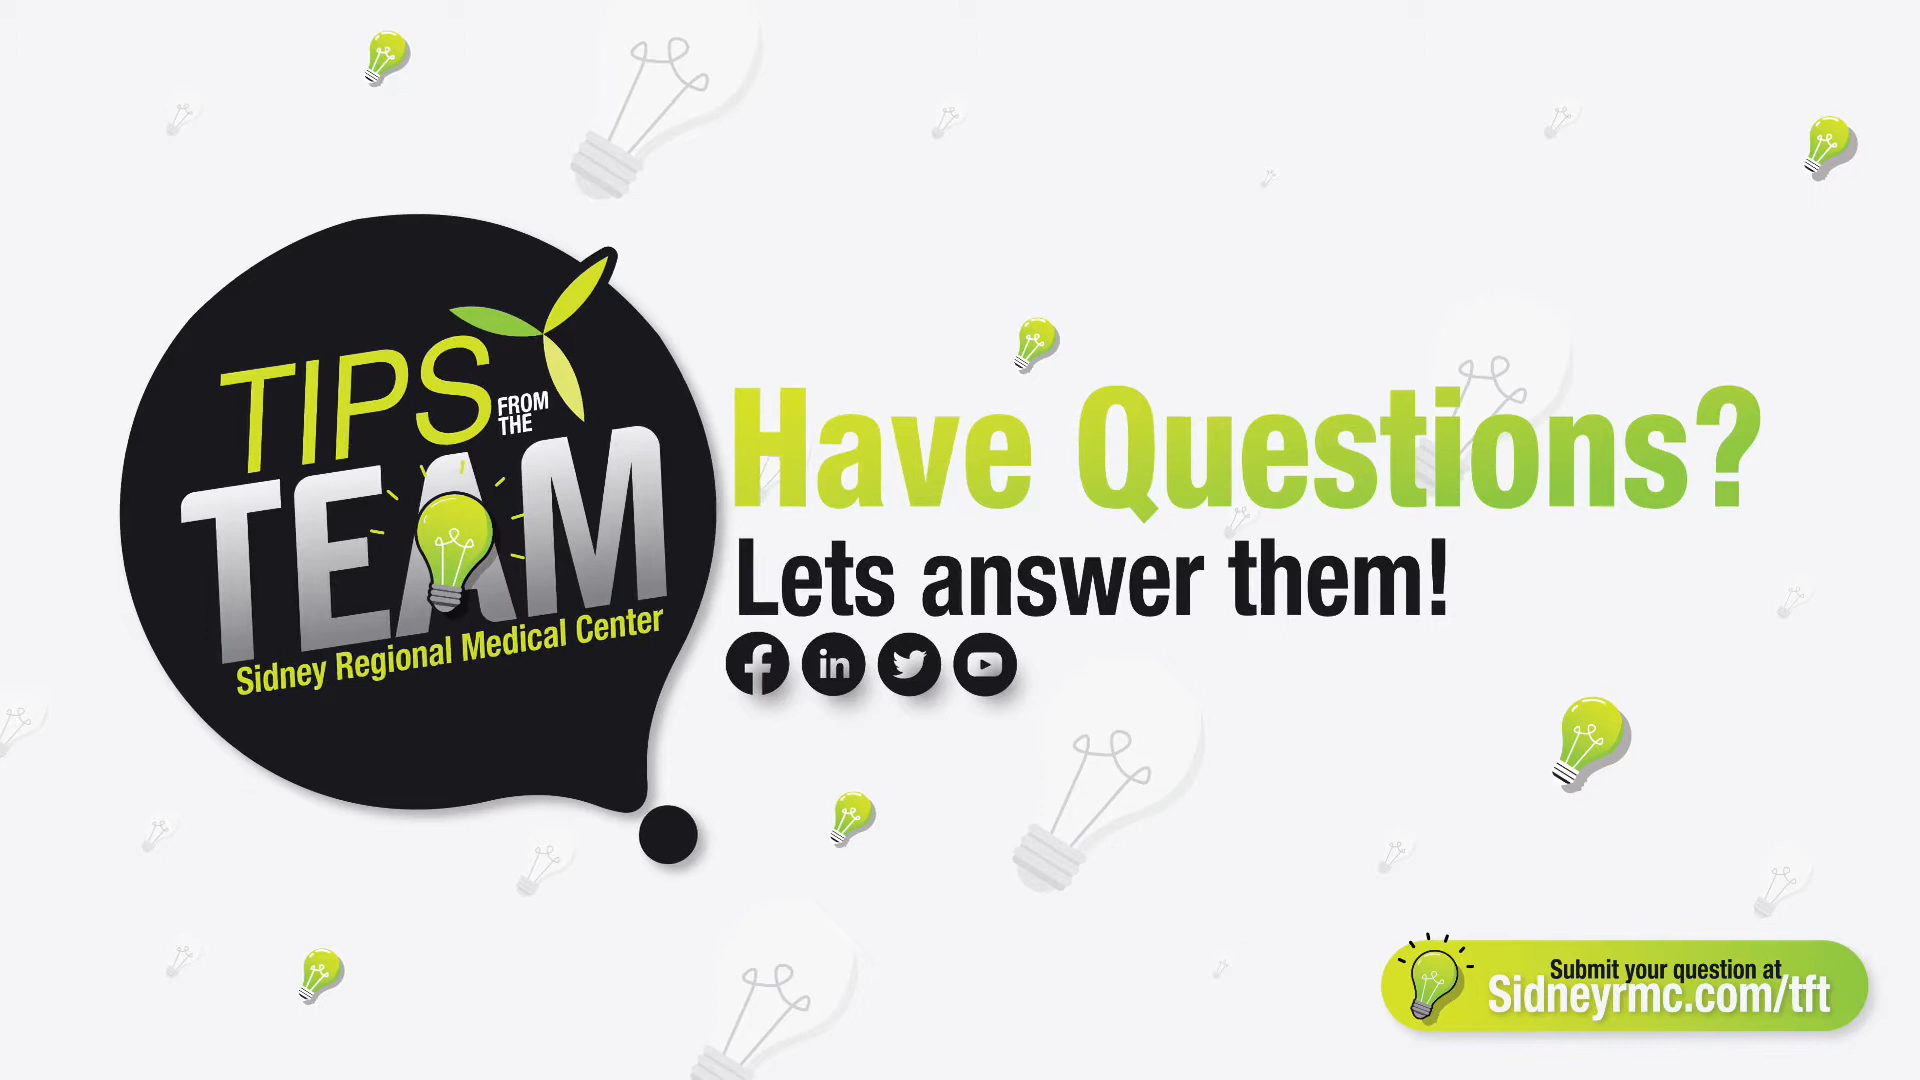 TIPS
FROM
THE
TEAM
Sidney Regional Medical Center
Have Questions?
Lets answer them!
Submit your question at
Sidneyrmc.com/tft